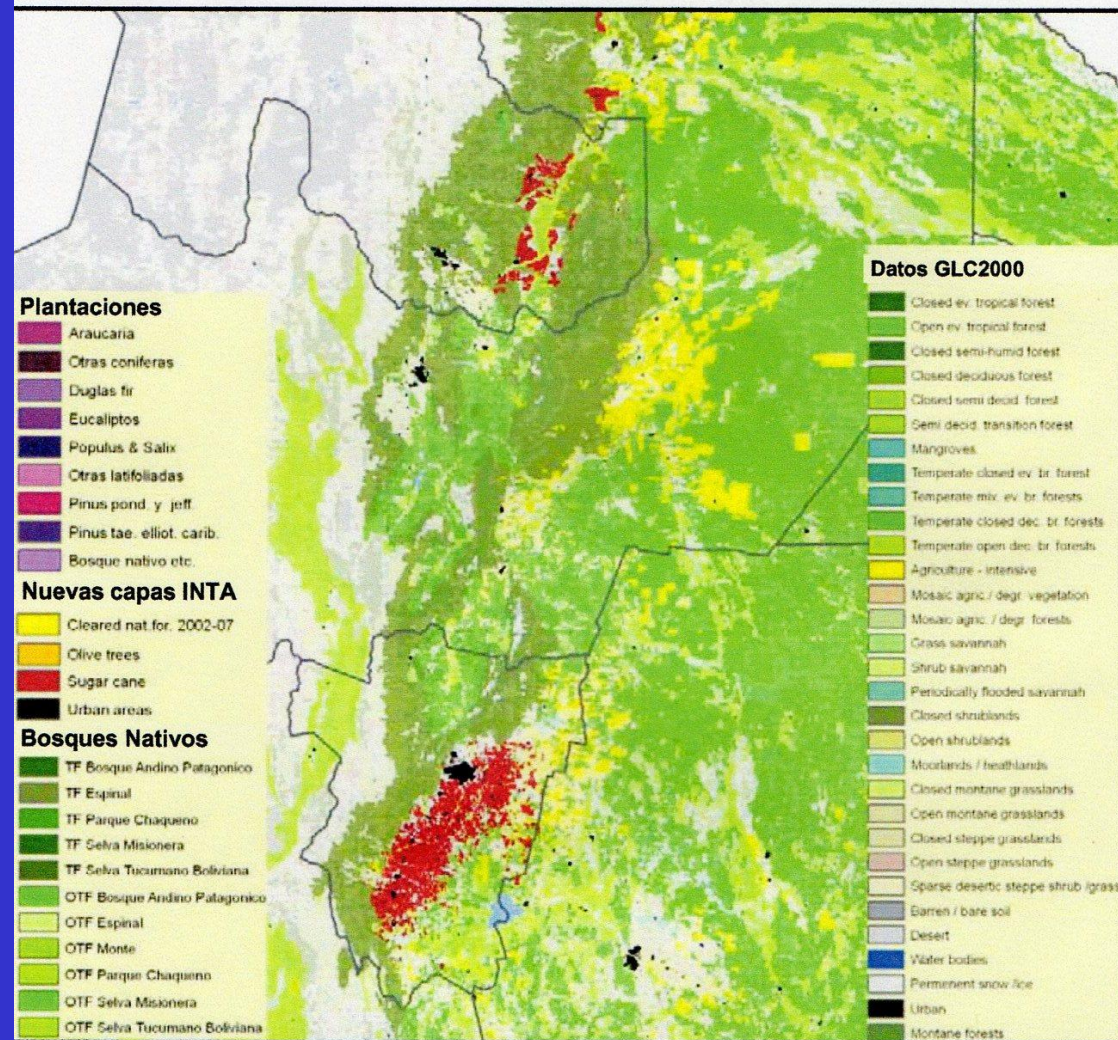 Plantaciones
Araucaria
Otras coniferas
Duglas fir
Eucaliptos
Populus & Salix
Otras latifoliadas
Pinus pond. y jeff.
Pinus tae. elliot. carib.
Bosque nativo etc.
Nuevas capas INTA
Cleared nat.for. 2002-07
Olive trees
Sugar cane
Urban areas
Bosques Nativos
TF Bosque Andino Patagonico
TF Espinal
TF Parque Chaqueno
TF Selva Misionera
TF Selva Tucumano Boliviana
OTF Bosque Andino Patagonico
OTF Espinal
OTF Monte
OTF Parque Chaqueno
OTF Selva Misionera
OTF Selva Tucumano Boliviana
Datos GLC2000
Closed ev. tropical forest
Open ev. tropical forest
Closed semi-humid forest
Closed deciduous forest
Closed semi decid. forest
Semi decid. transition forest
Mangroves
Temperate closed ev. br. forest
Temperate mix. ev. br. forests
Temperate closed dec. br. forests
Temperate open dec. br. forests
Agriculture - intensive
Mosaic agric./ degr. vegetation
Mosaic agric. / degr. forests
Grass savannah
Shrub savannah
Periodically flooded savannah
Closed shrublands
Open shrublands
Moorlands / heathlands
Closed montane grasslands
Open montane grasslands
Closed steppe grasslands
Open steppe grasslands
Sparse desertic steppe shrub /grass
Barren / bare soil
Desert
Water bodies
Permenent snow /ice
Urban
Montane forests